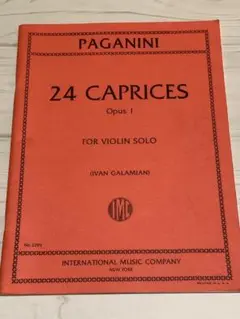 PAGANINI
24 CAPRICES
Opus 1
FOR VIOLIN SOLO
(IVAN GALAMIAN)
IMC
INTERNATIONAL MUSIC COMPANY
NEW YORK